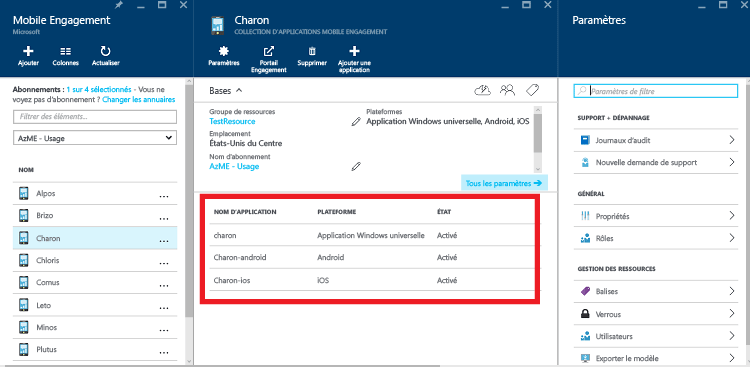 Mobile Engagement
Microsoft
Ajouter
Colonnes
Actualiser
Abonnements : 1 sur 4 sélectionnés - Vous ne
voyez pas d'abonnement ? Changer les annuaires
Filtrer des éléments...
AzME - Usage
NOM
Alpos
Brizo
Charon
Chloris
Comus
Leto
Minos
Plutus
Charon
COLLECTION D'APPLICATIONS MOBILE ENGAGEMENT
Paramètres
Portail
Engagement
Supprimer
Ajouter une
application
Bases
Groupe de ressources
TestResource
Emplacement
États-Unis du Centre
Nom d'abonnement
AzME - Usage
Plateformes
Application Windows universelle, Android, iOS
Tous les paramètres
NOM D'APPLICATION PLATEFORME ÉTAT
charon Application Windows universelle Activé
Charon-android Android Activé
Charon-ios iOS Activé
Paramètres
Paramètres de filtre
SUPPORT + DÉPANNAGE
Journaux d'audit
Nouvelle demande de support
GÉNÉRAL
Propriétés
Rôles
GESTION DES RESSOURCES
Balises
Verrous
Utilisateurs
Exporter le modèle